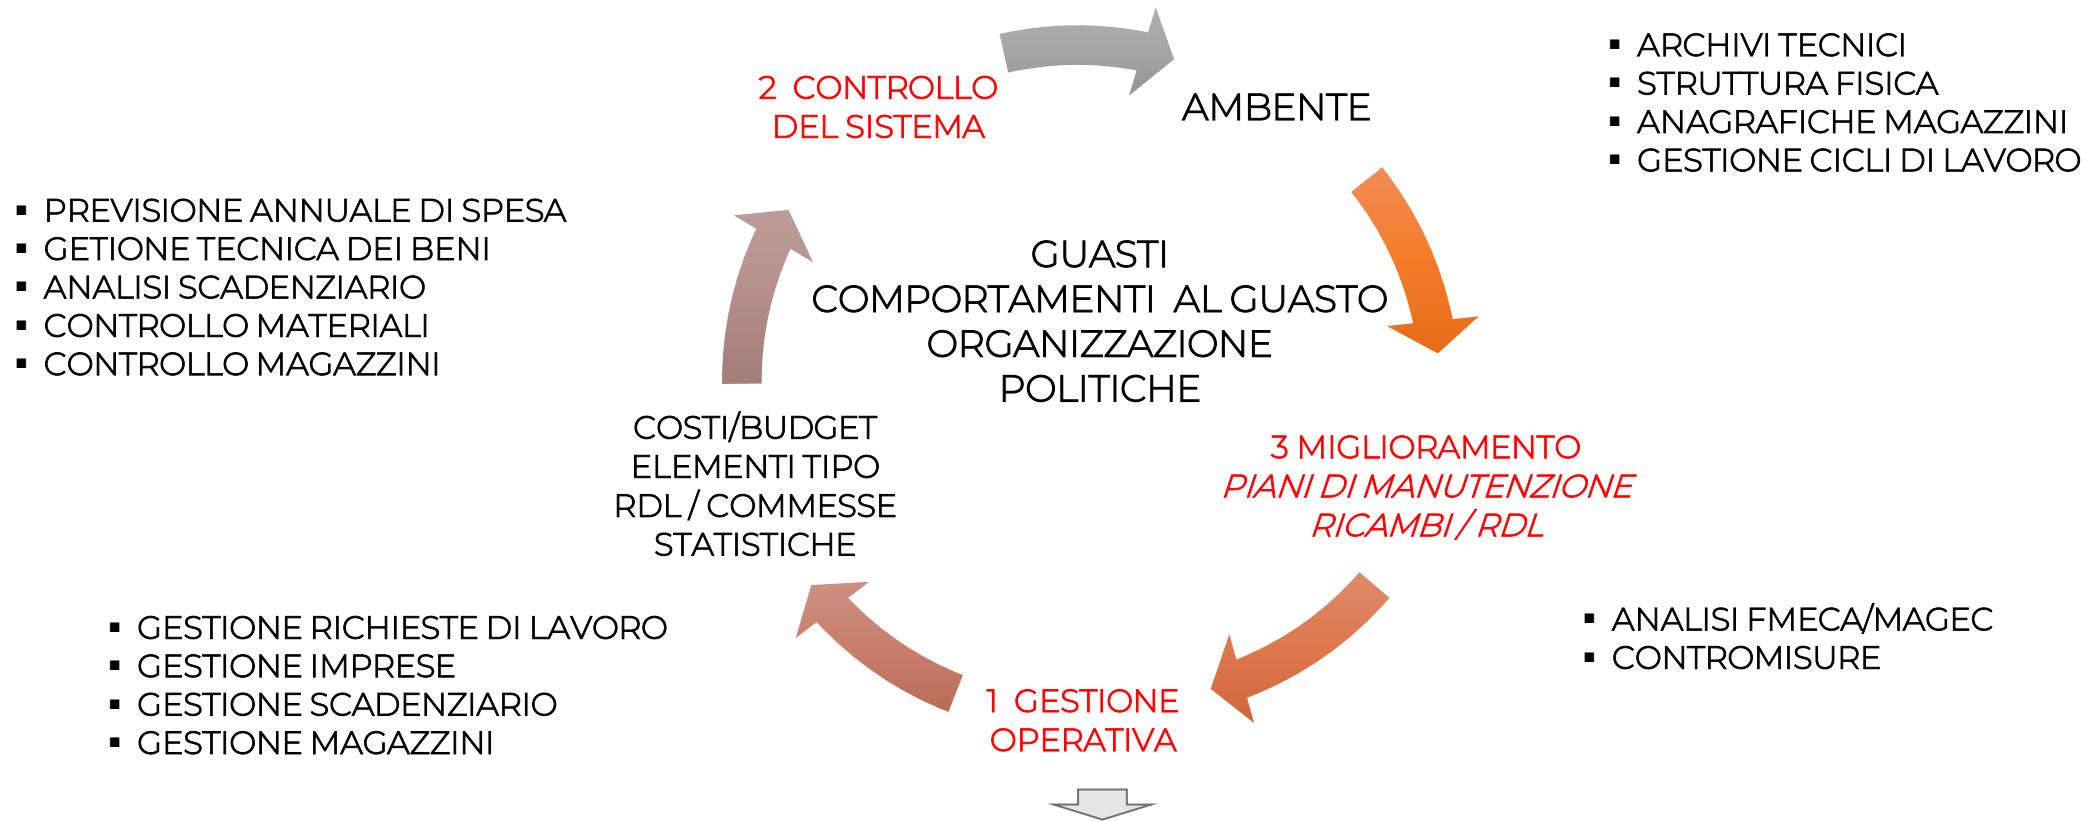 2 CONTROLLO
DEL SISTEMA
AMBENTE
▪ ARCHIVI TECNICI
▪ STRUTTURA FISICA
▪ ANAGRAFICHE MAGAZZINI
▪ GESTIONE CICLI DI LAVORO
▪ PREVISIONE ANNUALE DI SPESA
▪ GETIONE TECNICA DEI BENI
▪ ANALISI SCADENZIARIO
▪ CONTROLLO MATERIALI
▪ CONTROLLO MAGAZZINI
GUASTI
COMPORTAMENTI AL GUASTO
ORGANIZZAZIONE
POLITICHE
COSTI/BUDGET
ELEMENTI TIPO
RDL / COMMESSE
STATISTICHE
3 MIGLIORAMENTO
PIANI DI MANUTENZIONE
RICAMBI / RDL
▪ GESTIONE RICHIESTE DI LAVORO
▪ GESTIONE IMPRESE
▪ GESTIONE SCADENZIARIO
▪ GESTIONE MAGAZZINI
1 GESTIONE
OPERATIVA
▪ ANALISI FMECA/MAGEC
▪ CONTROMISURE